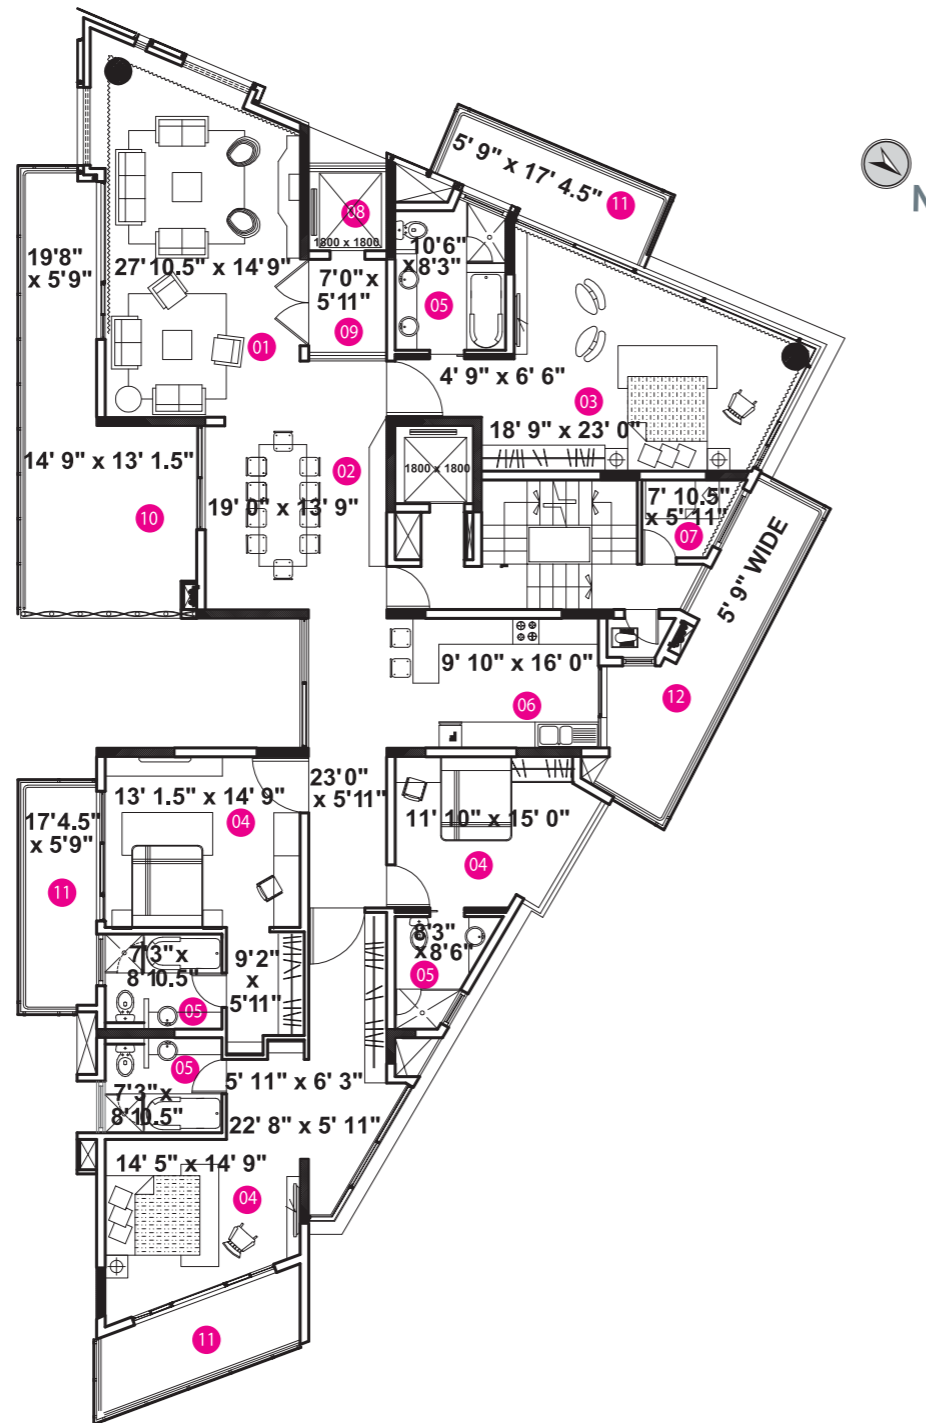 5' 9" x 17' 4.5"
11
N
08
1800 x 1800
19'8"
x 5'9"
27'10.5" x 14'9"
7'0"x
5'11"
09
10'6"
x 8'3"
05
01
4' 9" x 6' 6"
03
18' 9" x 23' 0"
14' 9" x 13' 1.5"
10
02
19' 0" x 13' 9"
1800 x 1800
7' 10.5"
x 5' 11"
07
5' 9" WIDE
9' 10" x 16' 0"
06
12
23'0"
x 5'11"
13' 1.5" x 14' 9"
04
17'4.5"
x 5'9"
11
11' 10" x 15' 0"
04
8'3"
x 8'6"
05
7'3"x
8'10.5"
05
9'2"
x
5'11"
05
7'3"x
8'10.5"
5' 11" x 6' 3"
22' 8" x 5' 11"
14' 5" x 14' 9"
04
11